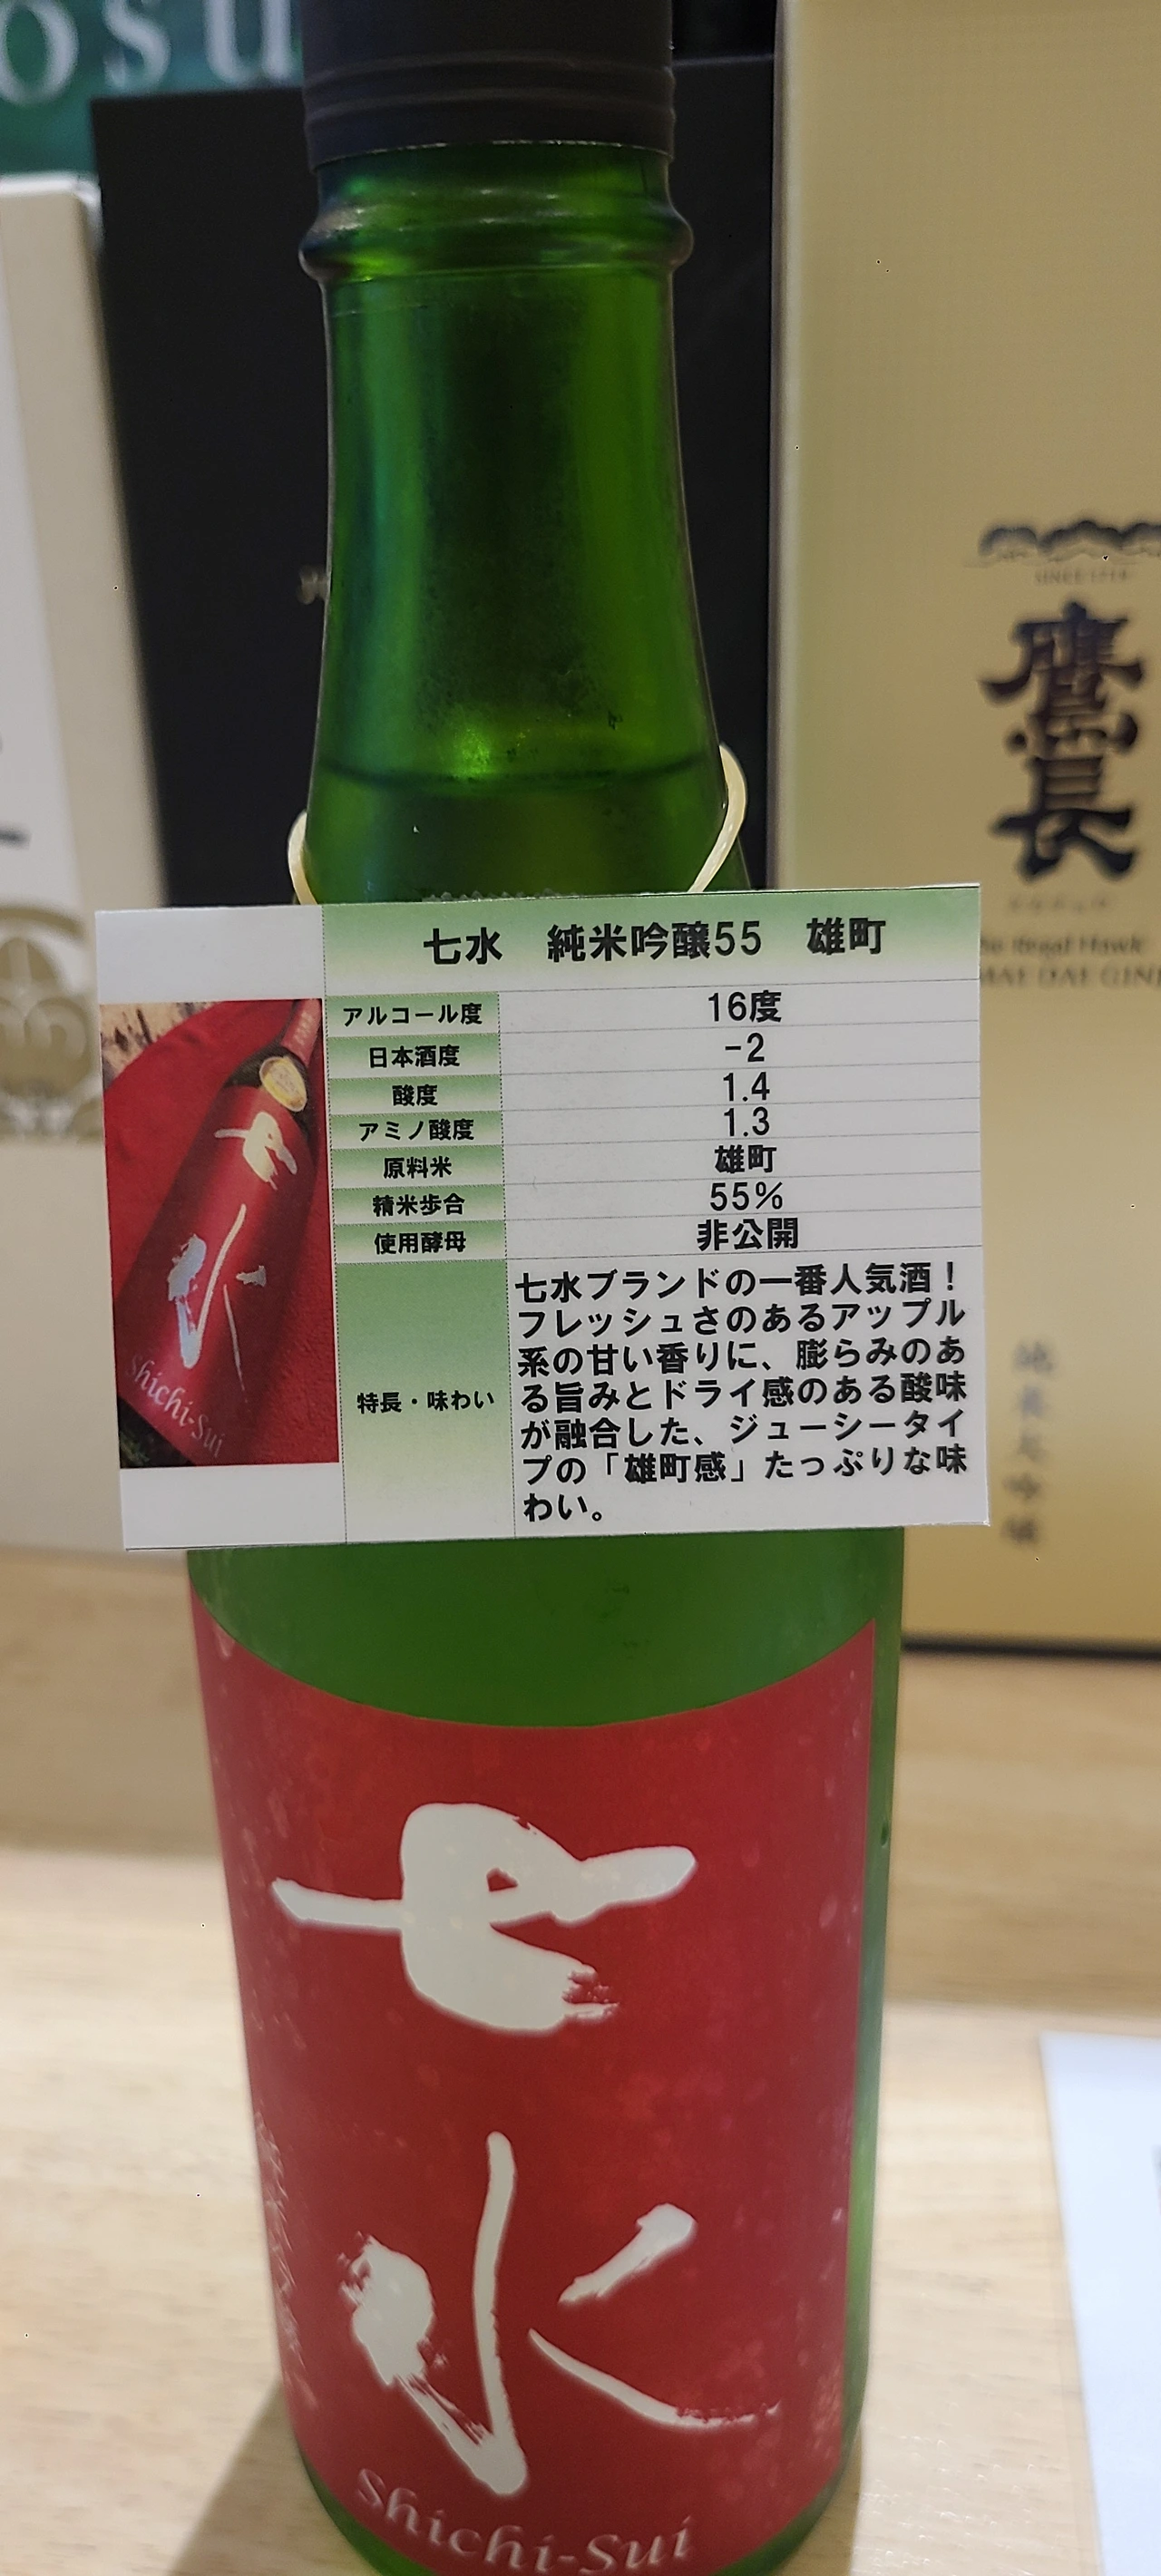 osu
鷹長
純米大吟醸
七水 純米吟醸55 雄町
アルコール度 16度
日本酒度 -2
酸度 1.4
アミノ酸度 1.3
原料米 雄町
精米歩合 55%
使用酵母 非公開
特長・味わい
七水ブランドの一番人気酒！
フレッシュさのあるアップル
系の甘い香りに、膨らみのあ
る旨みとドライ感のある酸味
が融合した、ジューシータイ
プの「雄町感」たっぷりな味
わい。
七水
Shichi-Sui
七水
Shichi-Sui